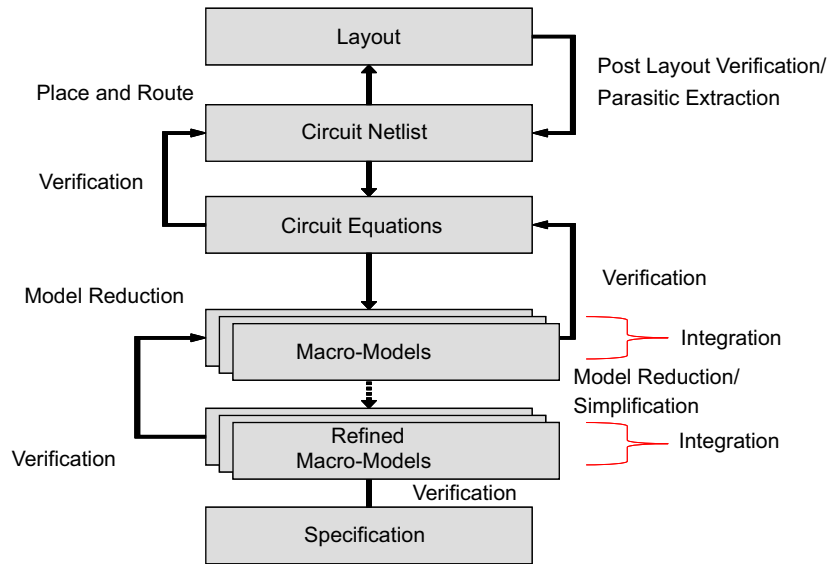 Layout
Post Layout Verification/
Parasitic Extraction
Place and Route
Circuit Netlist
Verification
Circuit Equations
Verification
Model Reduction
Integration
Macro-Models
Model Reduction/
Simplification
Refined
Macro-Models
Integration
Verification
Verification
Specification